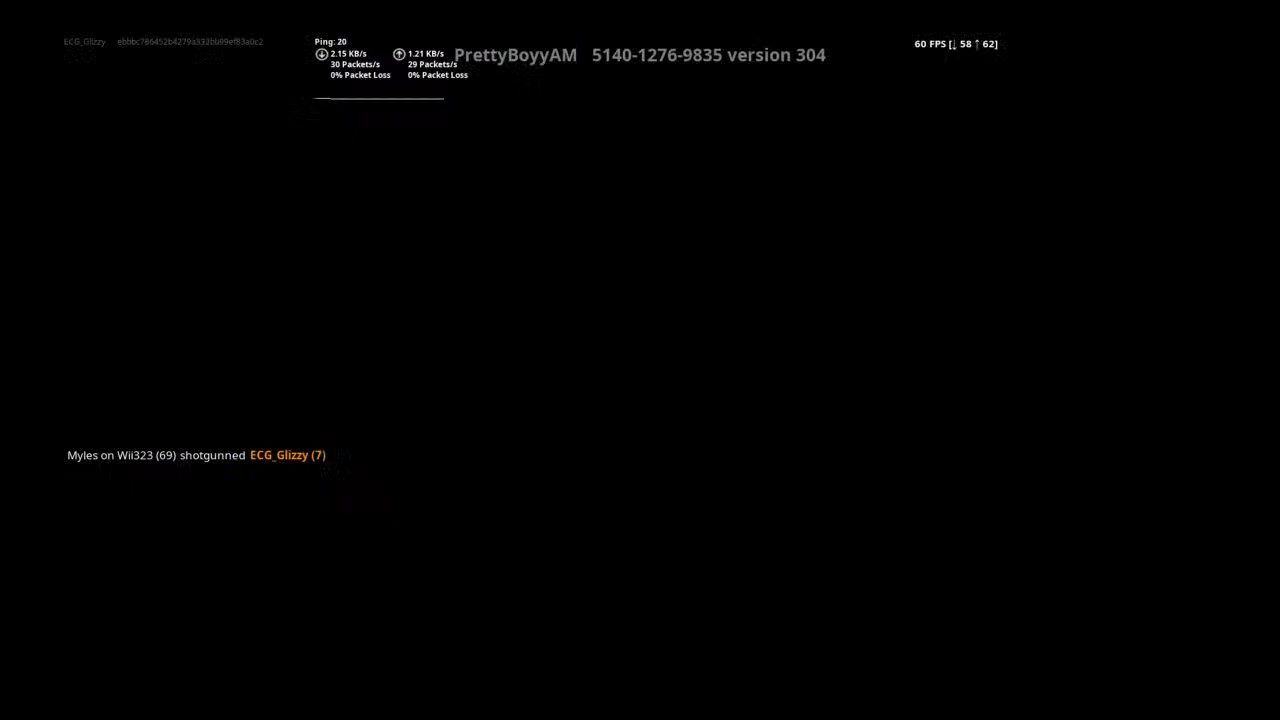 ECG_Glizzy
Ping: 20
2.15 KB/s 1.21 KB/s
30 Packets/s 29 Packets/s
0% Packet Loss 0% Packet Loss
PrettyBoyyAM 5140-1276-9835 version 304
60 FPS [↓ 58 ↑ 62]
Myles on Wii323 (69) shotgunned ECG_Glizzy (7)